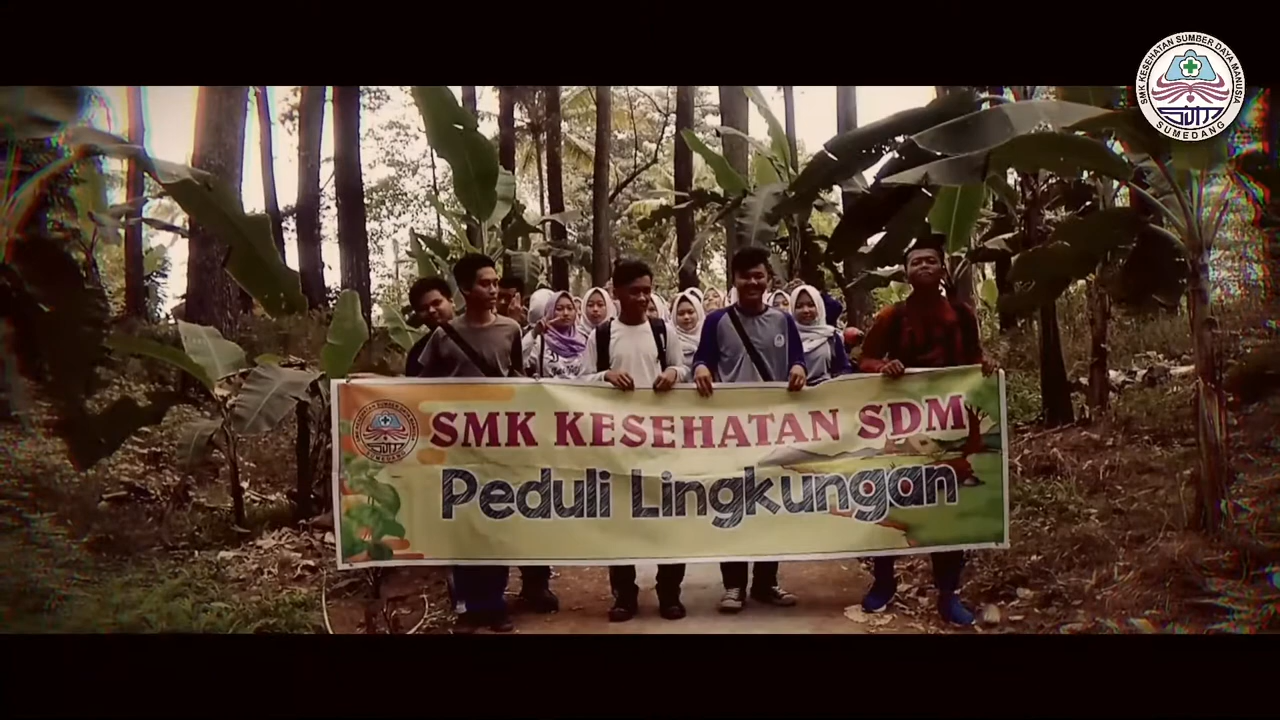 SMK KESEHATAN SUMBER DAYA MANUSIA
SUMEDANG
SMK KESEHATAN SDM
Peduli Lingkungan